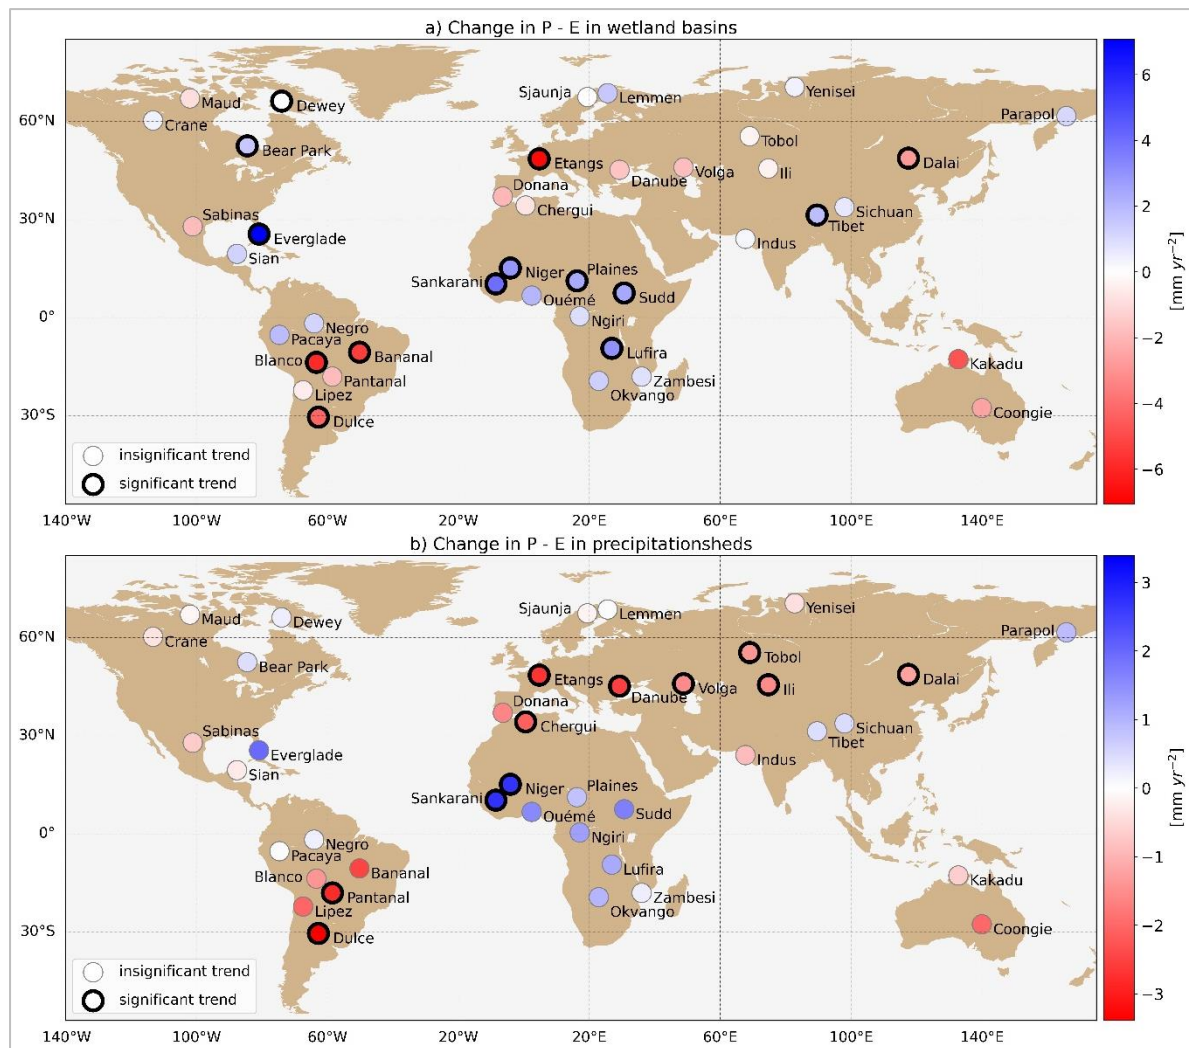 a) Change in P - E in wetland basins
Sjaunja
Lemmen
Yenisei
Maud
Dewey
Parapol
Crane
60°N
Tobol
Bear Park
Etangs
Dalai
Danube
Volga
Ili
Donana
Chergui
Sabinas
Sichuan
30°N
Everglade
Tibet
Sian
Indus
Niger
Plaines
Sankarani
Ouémé
Sudd
0°
Negro
Ngiri
Pacaya
Blanco
Bananal
Lufira
Kakadu
Pantanal
Zambesi
Lipez
Okvango
Coongie
30°S
Dulce
insignificant trend
significant trend
140°W 100°W 60°W 20°W 20°E 60°E 100°E 140°E
6
4
2
0
−2
−4
−6
[mm yr⁻²]
b) Change in P - E in precipitationsheds
Sjaunja
Lemmen
Yenisei
Maud
Dewey
Parapol
Crane
60°N
Tobol
Bear Park
Etangs
Dalai
Danube
Volga
Ili
Donana
Chergui
Sabinas
Sichuan
30°N
Everglade
Tibet
Sian
Indus
Niger
Plaines
Sankarani
Ouémé
Sudd
0°
Negro
Ngiri
Pacaya
Blanco
Bananal
Lufira
Kakadu
Pantanal
Zambesi
Lipez
Okvango
Coongie
30°S
Dulce
insignificant trend
significant trend
140°W 100°W 60°W 20°W 20°E 60°E 100°E 140°E
3
2
1
0
−1
−2
−3
[mm yr⁻²]